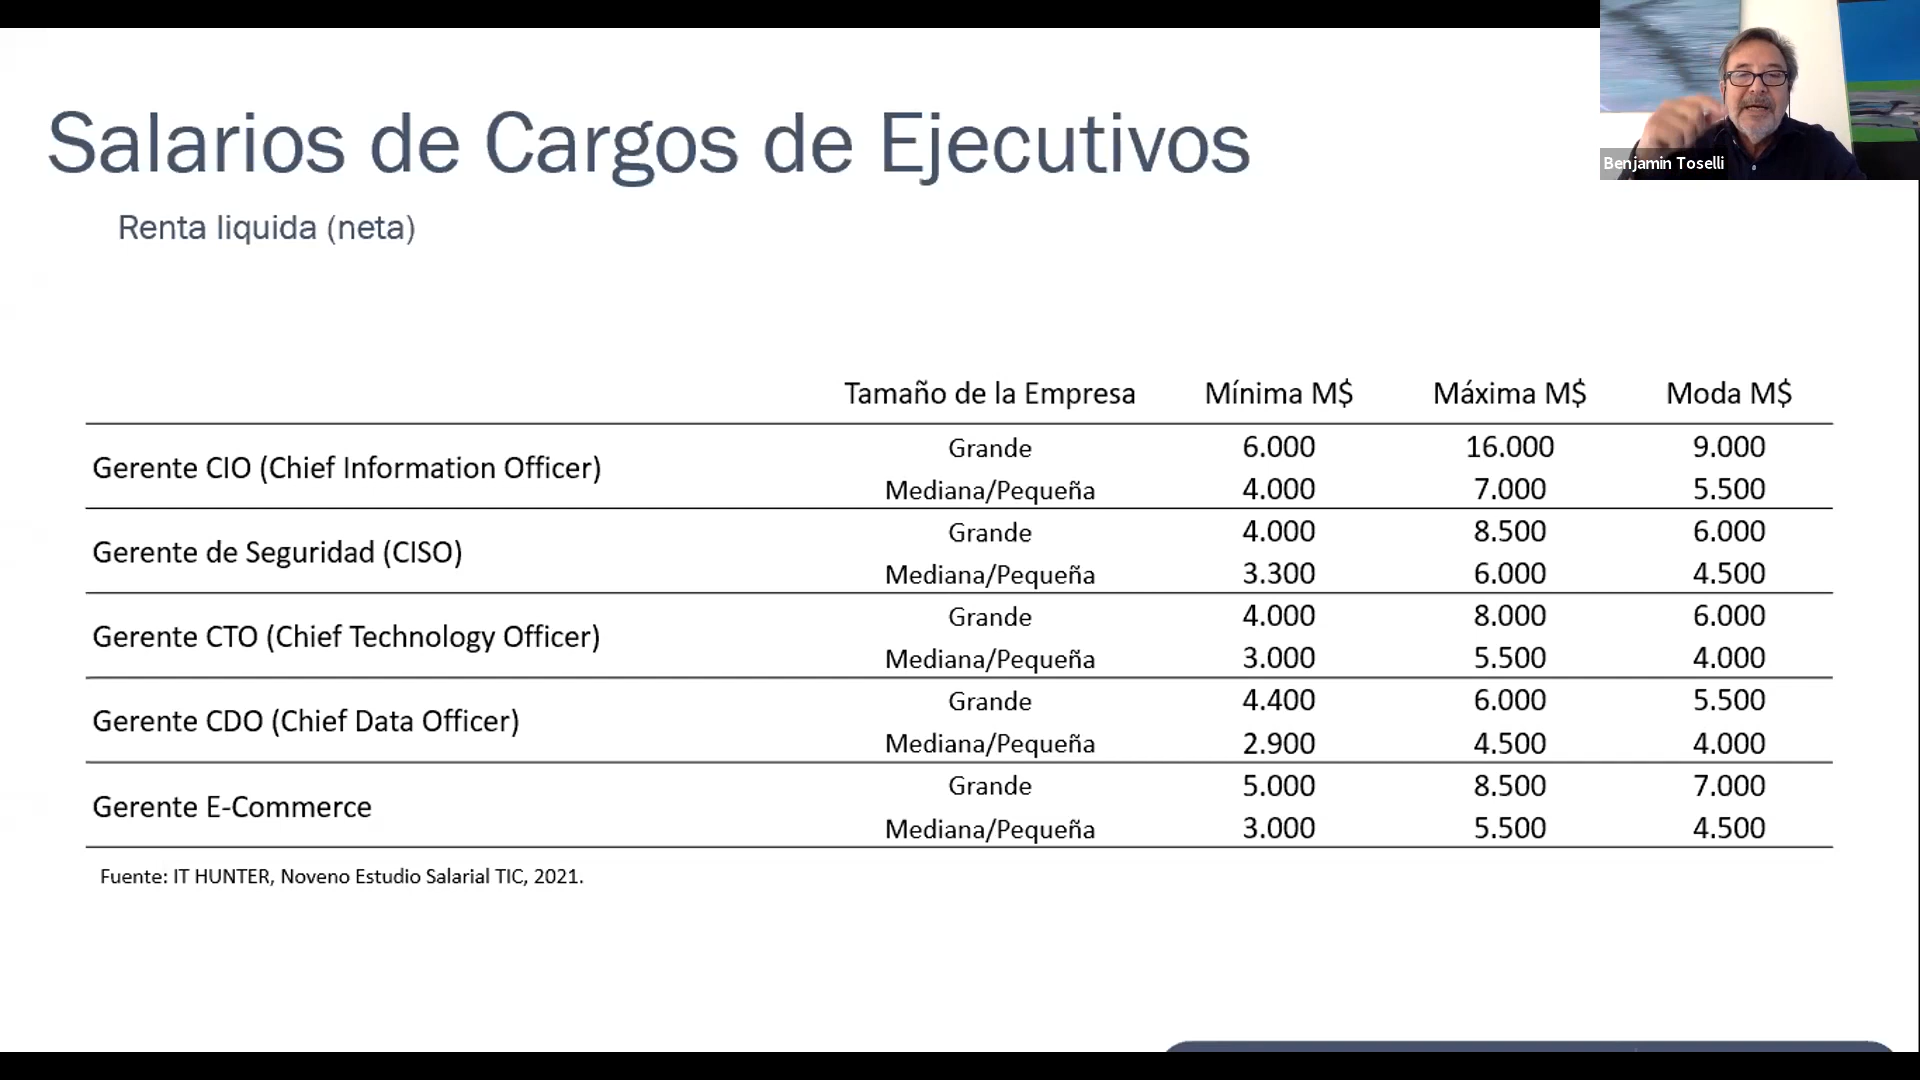 Benjamin Toselli
Salarios de Cargos de Ejecutivos
Renta liquida (neta)
Tamaño de la Empresa Mínima M$ Máxima M$ Moda M$
Gerente CIO (Chief Information Officer)
Grande 6.000 16.000 9.000
Mediana/Pequeña 4.000 7.000 5.500
Gerente de Seguridad (CISO)
Grande 4.000 8.500 6.000
Mediana/Pequeña 3.300 6.000 4.500
Gerente CTO (Chief Technology Officer)
Grande 4.000 8.000 6.000
Mediana/Pequeña 3.000 5.500 4.000
Gerente CDO (Chief Data Officer)
Grande 4.400 6.000 5.500
Mediana/Pequeña 2.900 4.500 4.000
Gerente E-Commerce
Grande 5.000 8.500 7.000
Mediana/Pequeña 3.000 5.500 4.500
Fuente: IT HUNTER, Noveno Estudio Salarial TIC, 2021.